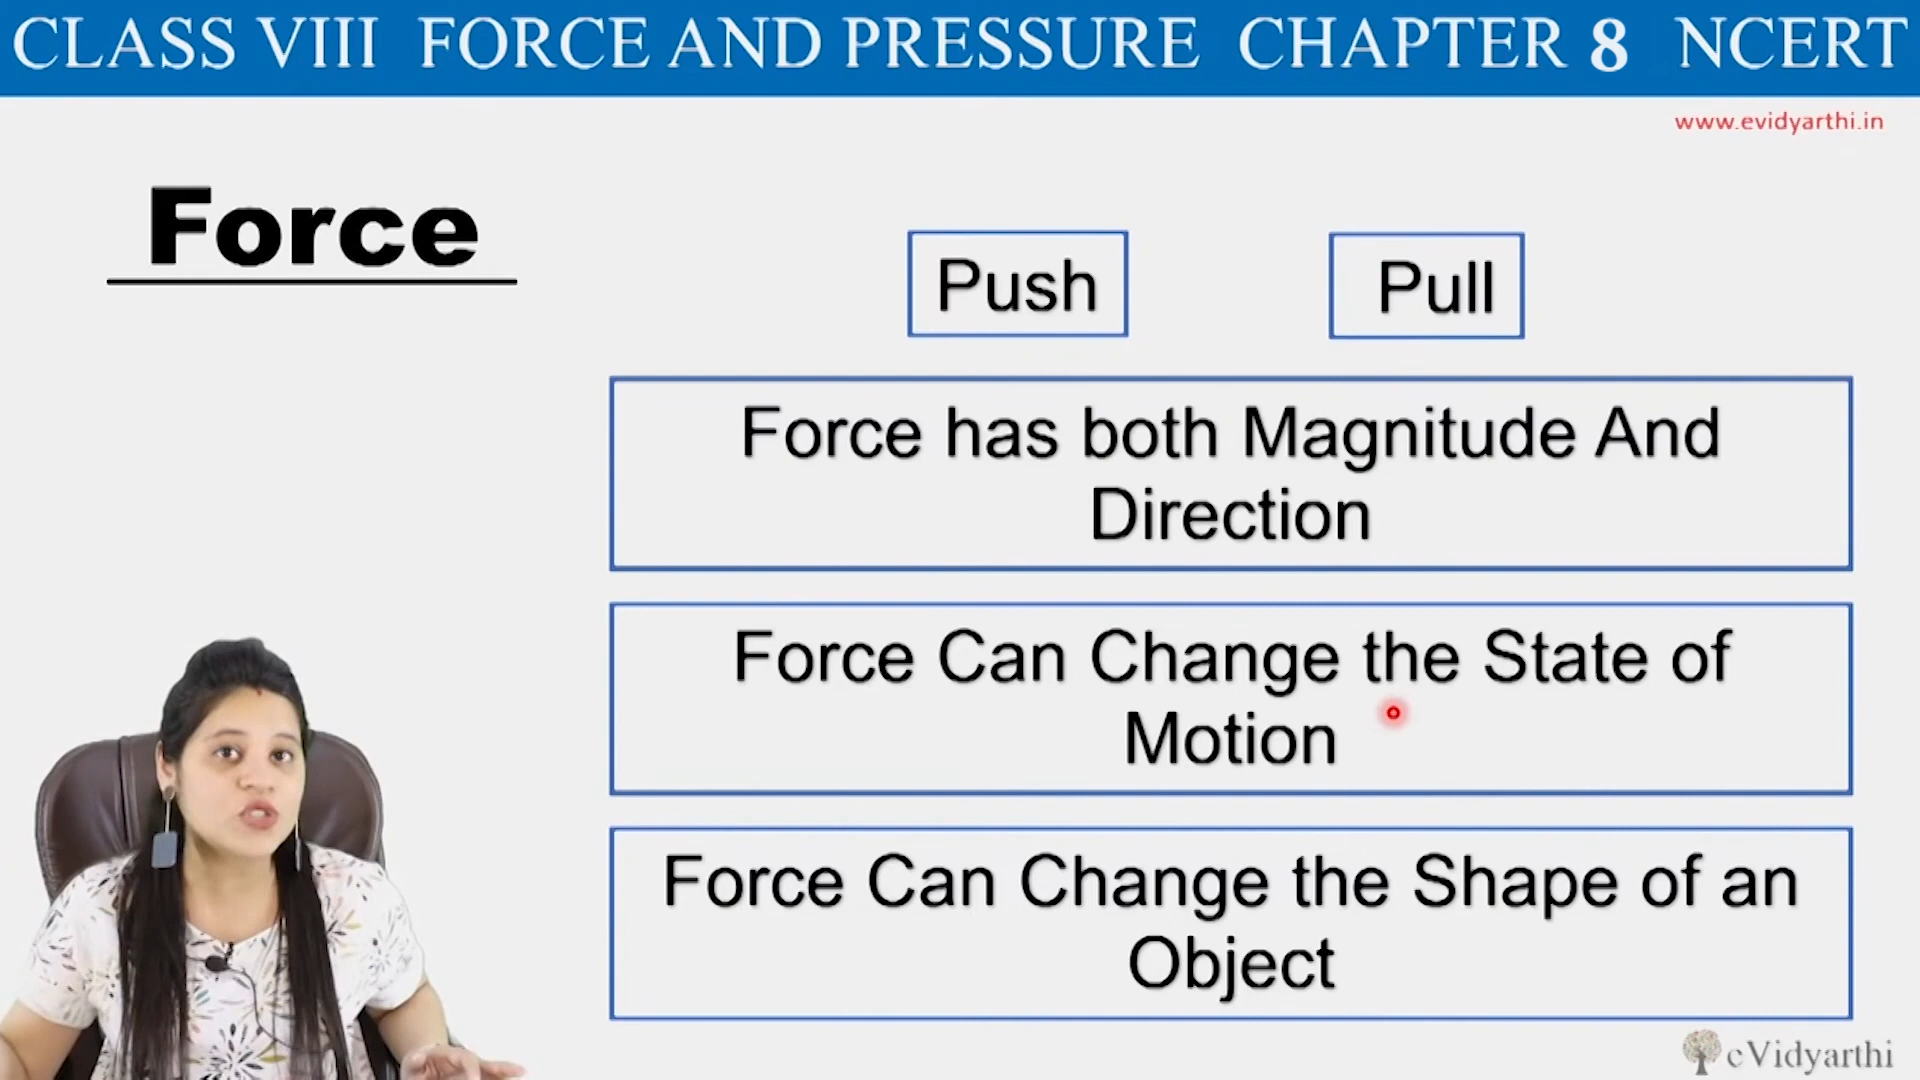 CLASS VIII FORCE AND PRESSURE CHAPTER 8 NCERT
www.evidyarthi.in
Force
Push
Pull
Force has both Magnitude And
Direction
Force Can Change the State of
Motion
Force Can Change the Shape of an
Object
eVidyarthi